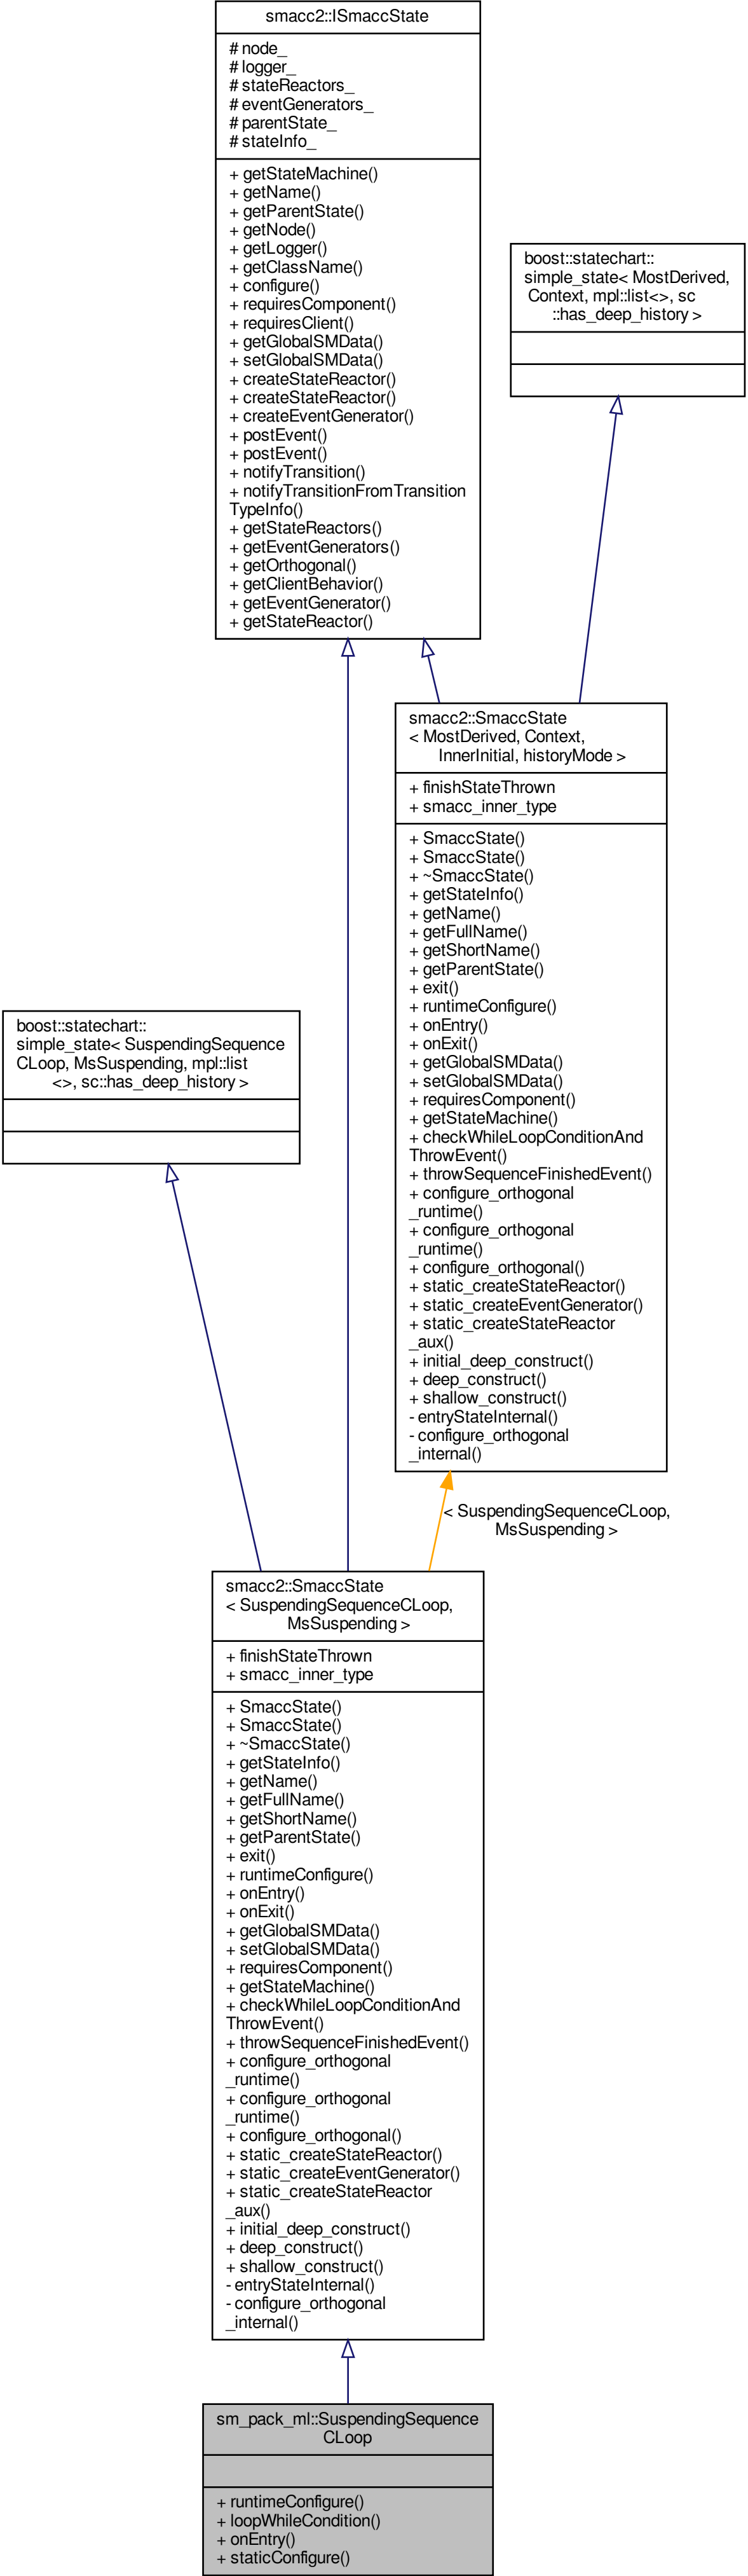 smacc2::ISmaccState
# node_
# logger_
# stateReactors_
# eventGenerators_
# parentState_
# stateInfo_
+ getStateMachine()
+ getName()
+ getParentState()
+ getNode()
+ getLogger()
+ getClassName()
+ configure()
+ requiresComponent()
+ requiresClient()
+ getGlobalSMData()
+ setGlobalSMData()
+ createStateReactor()
+ createStateReactor()
+ createEventGenerator()
+ postEvent()
+ postEvent()
+ notifyTransition()
+ notifyTransitionFromTransition
TypeInfo()
+ getStateReactors()
+ getEventGenerators()
+ getOrthogonal()
+ getClientBehavior()
+ getEventGenerator()
+ getStateReactor()
boost::statechart::
simple_state< MostDerived,
Context, mpl::list<>, sc
::has_deep_history >
smacc2::SmaccState
< MostDerived, Context,
InnerInitial, historyMode >
+ finishStateThrown
+ smacc_inner_type
+ SmaccState()
+ SmaccState()
+ ~SmaccState()
+ getStateInfo()
+ getName()
+ getFullName()
+ getShortName()
+ getParentState()
+ exit()
+ runtimeConfigure()
+ onEntry()
+ onExit()
+ getGlobalSMData()
+ setGlobalSMData()
+ requiresComponent()
+ getStateMachine()
+ checkWhileLoopConditionAnd
ThrowEvent()
+ throwSequenceFinishedEvent()
+ configure_orthogonal
_runtime()
+ configure_orthogonal
_runtime()
+ configure_orthogonal()
+ static_createStateReactor()
+ static_createEventGenerator()
+ static_createStateReactor
_aux()
+ initial_deep_construct()
+ deep_construct()
+ shallow_construct()
- entryStateInternal()
- configure_orthogonal
_internal()
boost::statechart::
simple_state< SuspendingSequence
CLoop, MsSuspending, mpl::list
<>, sc::has_deep_history >
< SuspendingSequenceCLoop,
MsSuspending >
smacc2::SmaccState
< SuspendingSequenceCLoop,
MsSuspending >
+ finishStateThrown
+ smacc_inner_type
+ SmaccState()
+ SmaccState()
+ ~SmaccState()
+ getStateInfo()
+ getName()
+ getFullName()
+ getShortName()
+ getParentState()
+ exit()
+ runtimeConfigure()
+ onEntry()
+ onExit()
+ getGlobalSMData()
+ setGlobalSMData()
+ requiresComponent()
+ getStateMachine()
+ checkWhileLoopConditionAnd
ThrowEvent()
+ throwSequenceFinishedEvent()
+ configure_orthogonal
_runtime()
+ configure_orthogonal
_runtime()
+ configure_orthogonal()
+ static_createStateReactor()
+ static_createEventGenerator()
+ static_createStateReactor
_aux()
+ initial_deep_construct()
+ deep_construct()
+ shallow_construct()
- entryStateInternal()
- configure_orthogonal
_internal()
sm_pack_ml::SuspendingSequence
CLoop
+ runtimeConfigure()
+ loopWhileCondition()
+ onEntry()
+ staticConfigure()